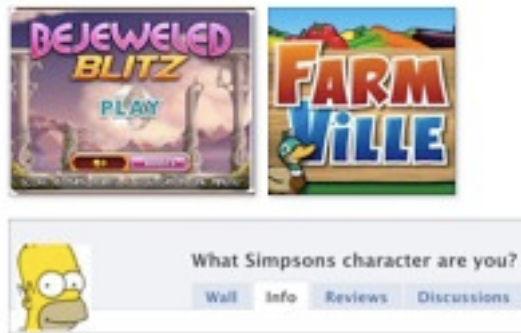 BEJEWELED
BLITZ
PLAY
FARM
VILLE
What Simpsons character are you?
Wall Info Reviews Discussions